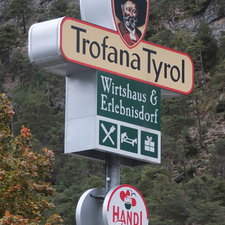 Trofana Tyrol
Wirtshaus &
Erlebnisdorf
HANDL